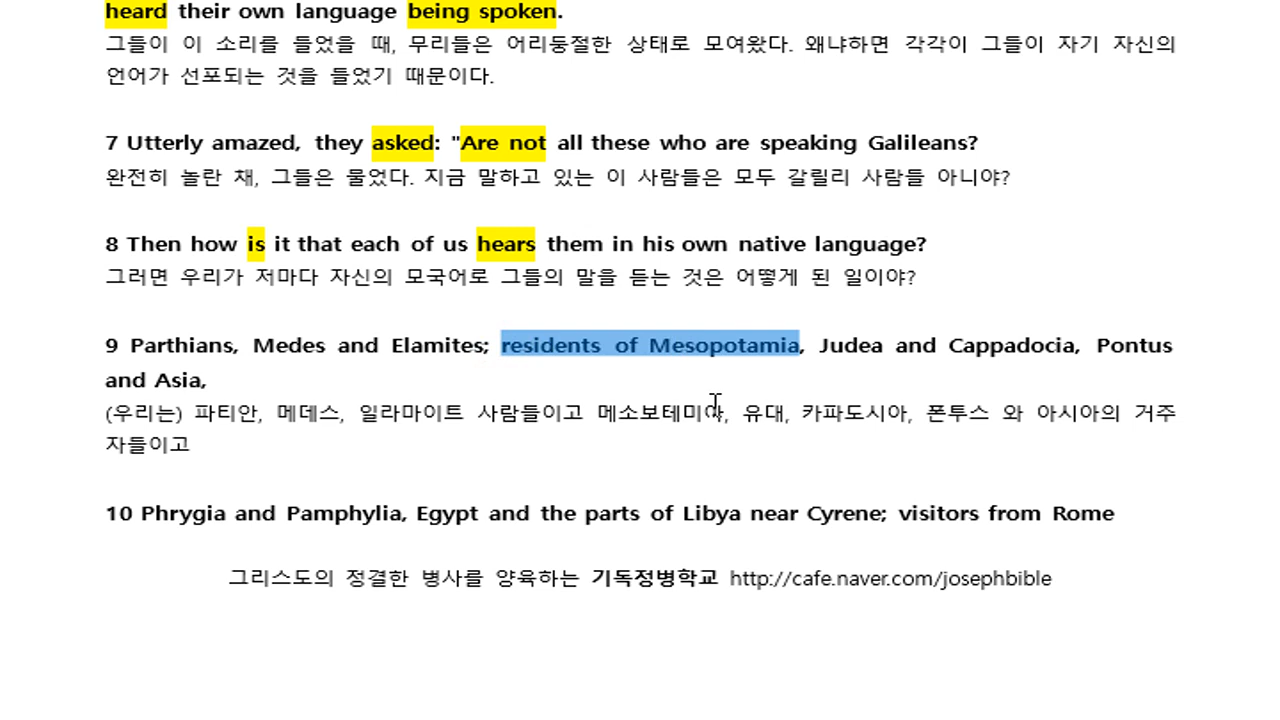 heard their own language being spoken.
그들이 이 소리를 들었을 때, 무리들은 어리둥절한 상태로 모여왔다. 왜냐하면 각각이 그들이 자기 자신의
언어가 선포되는 것을 들었기 때문이다.
7 Utterly amazed, they asked: "Are not all these who are speaking Galileans?
완전히 놀란 채, 그들은 물었다. 지금 말하고 있는 이 사람들은 모두 갈릴리 사람들 아니야?
8 Then how is it that each of us hears them in his own native language?
그러면 우리가 저마다 자신의 모국어로 그들의 말을 듣는 것은 어떻게 된 일이야?
9 Parthians, Medes and Elamites; residents of Mesopotamia, Judea and Cappadocia, Pontus
and Asia,
(우리는) 파티안, 메데스, 일라마이트 사람들이고 메소보테미아, 유대, 카파도시아, 폰투스 와 아시아의 거주
자들이고
10 Phrygia and Pamphylia, Egypt and the parts of Libya near Cyrene; visitors from Rome
그리스도의 정결한 병사를 양육하는 기독정병학교 http://cafe.naver.com/josephbible